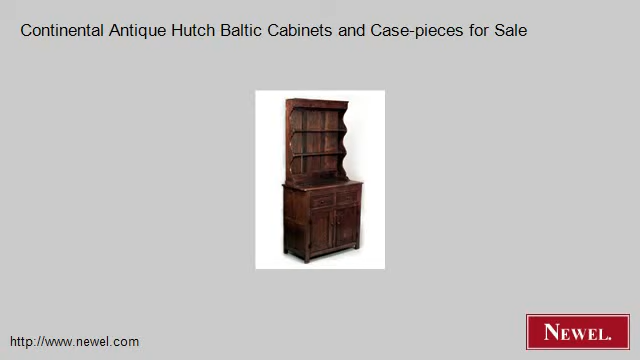 Continental Antique Hutch Baltic Cabinets and Case-pieces for Sale
http://www.newel.com
NEWEL.